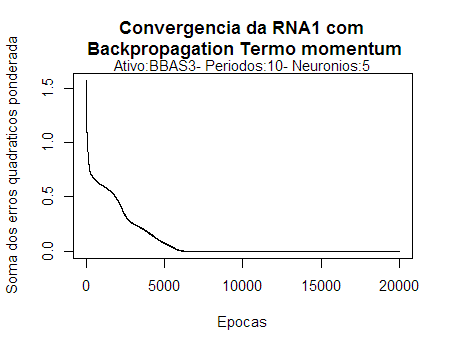 Convergencia da RNA1 com
Backpropagation Termo momentum
Ativo:BBAS3- Periodos:10- Neuronios:5
Soma dos erros quadraticos ponderada
1.5
1.0
0.5
0.0
0 5000 10000 15000 20000
Epocas